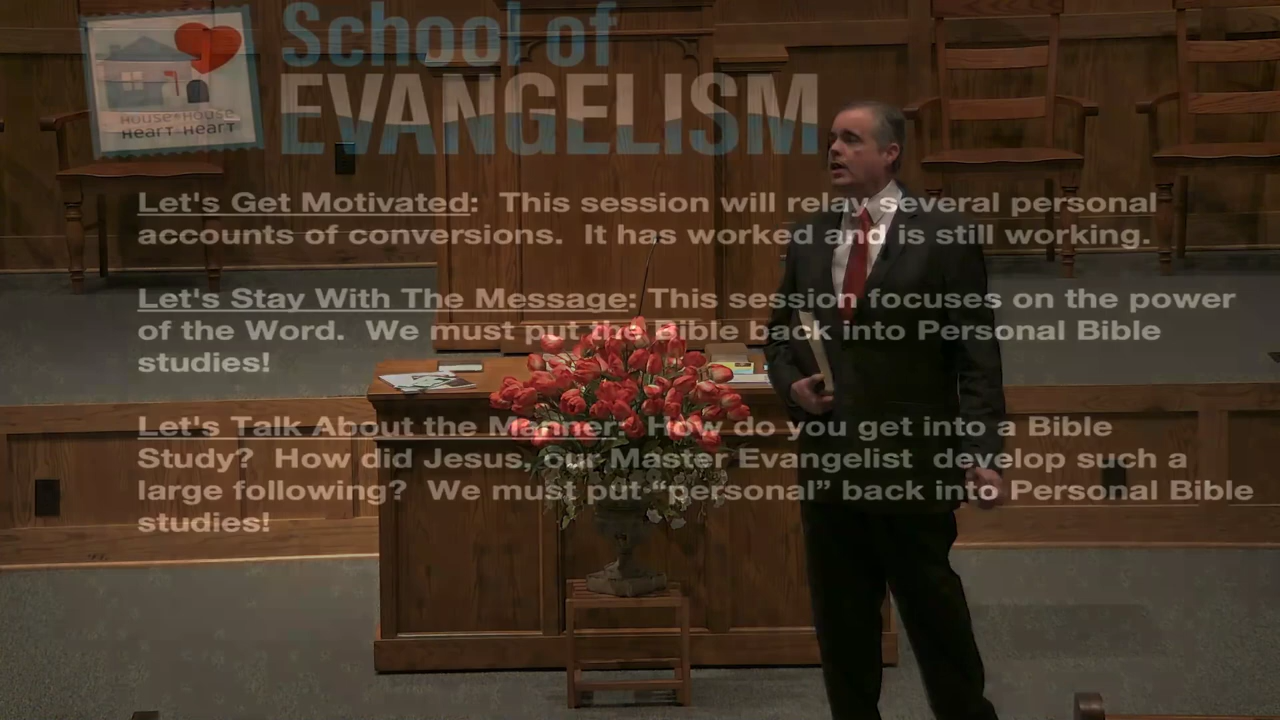 School of
EVANGELISM
HOUSE HOUSE
HEART HEART
Let's Get Motivated: This session will relay several personal
accounts of conversions. It has worked and is still working.
Let's Stay With The Message: This session focuses on the power
of the Word. We must put the Bible back into Personal Bible
studies!
Let's Talk About the Manner: How do you get into a Bible
Study? How did Jesus, our Master Evangelist develop such a
large following? We must put “personal” back into Personal Bible
studies!